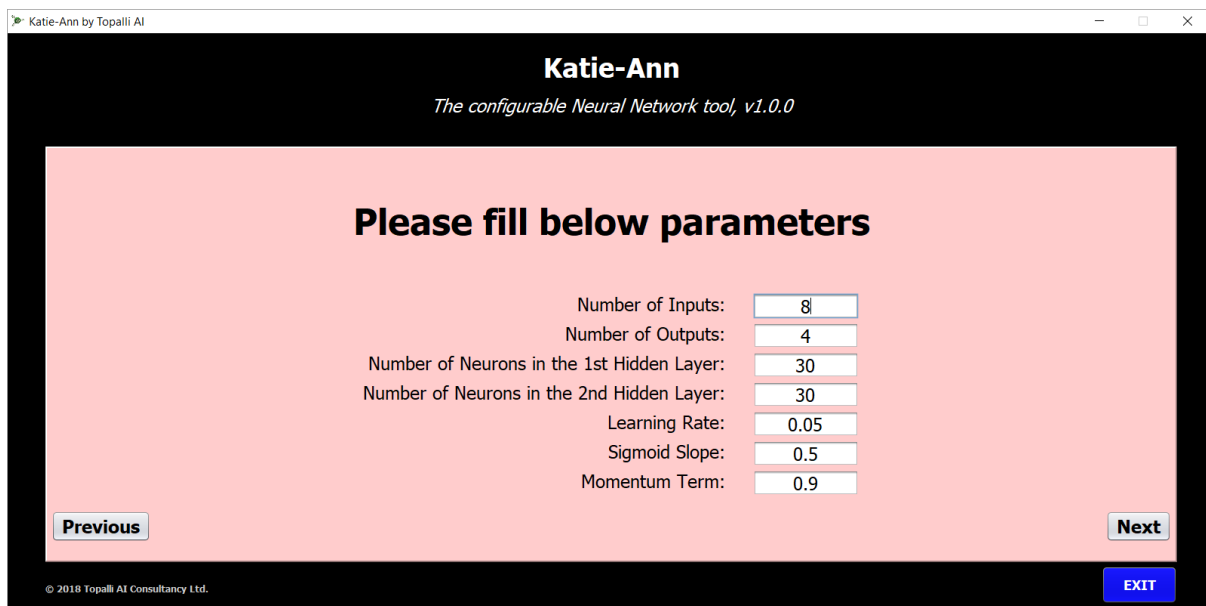 Katie-Ann by Topalli AI
Katie-Ann
The configurable Neural Network tool, v1.0.0
Please fill below parameters
Number of Inputs: 8
Number of Outputs: 4
Number of Neurons in the 1st Hidden Layer: 30
Number of Neurons in the 2nd Hidden Layer: 30
Learning Rate: 0.05
Sigmoid Slope: 0.5
Momentum Term: 0.9
Previous Next
© 2018 Topalli AI Consultancy Ltd. EXIT